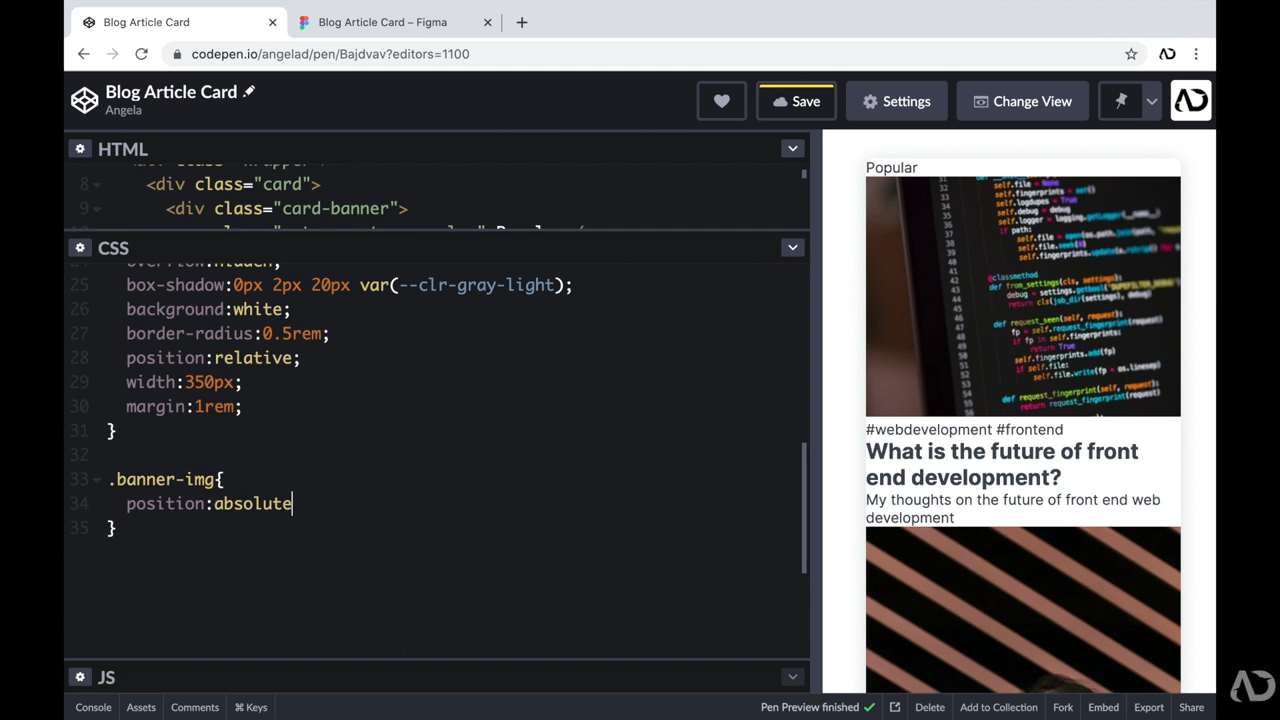 Blog Article Card
Blog Article Card – Figma
codepen.io/angelad/pen/Bajdvav?editors=1100
Blog Article Card
Angela
Save
Settings
Change View
HTML
8 <div class="card">
9 <div class="card-banner">
CSS
overflow:hidden;
25 box-shadow:0px 2px 20px var(--clr-gray-light);
26 background:white;
27 border-radius:0.5rem;
28 position:relative;
29 width:350px;
30 margin:1rem;
31 }
32
33 .banner-img{
34 position:absolute
35 }
JS
Popular
#webdevelopment #frontend
What is the future of front
end development?
My thoughts on the future of front end web
development
Console
Assets
Comments
⌘ Keys
Pen Preview finished
Delete
Add to Collection
Fork
Embed
Export
Share